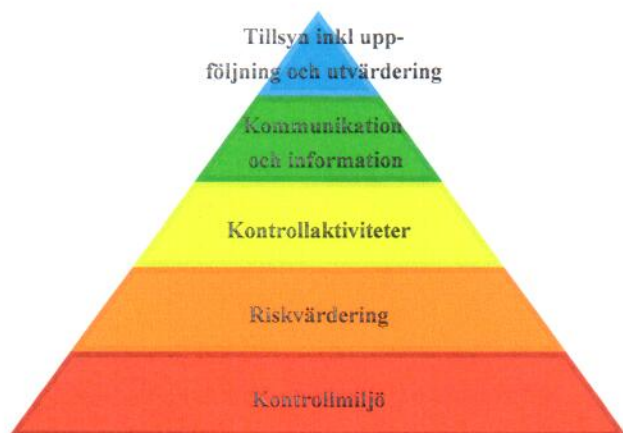 Tillsyn inkl upp-
följning och utvärdering
Kommunikation
och information
Kontrollaktiviteter
Riskvärdering
Kontrollmiljö